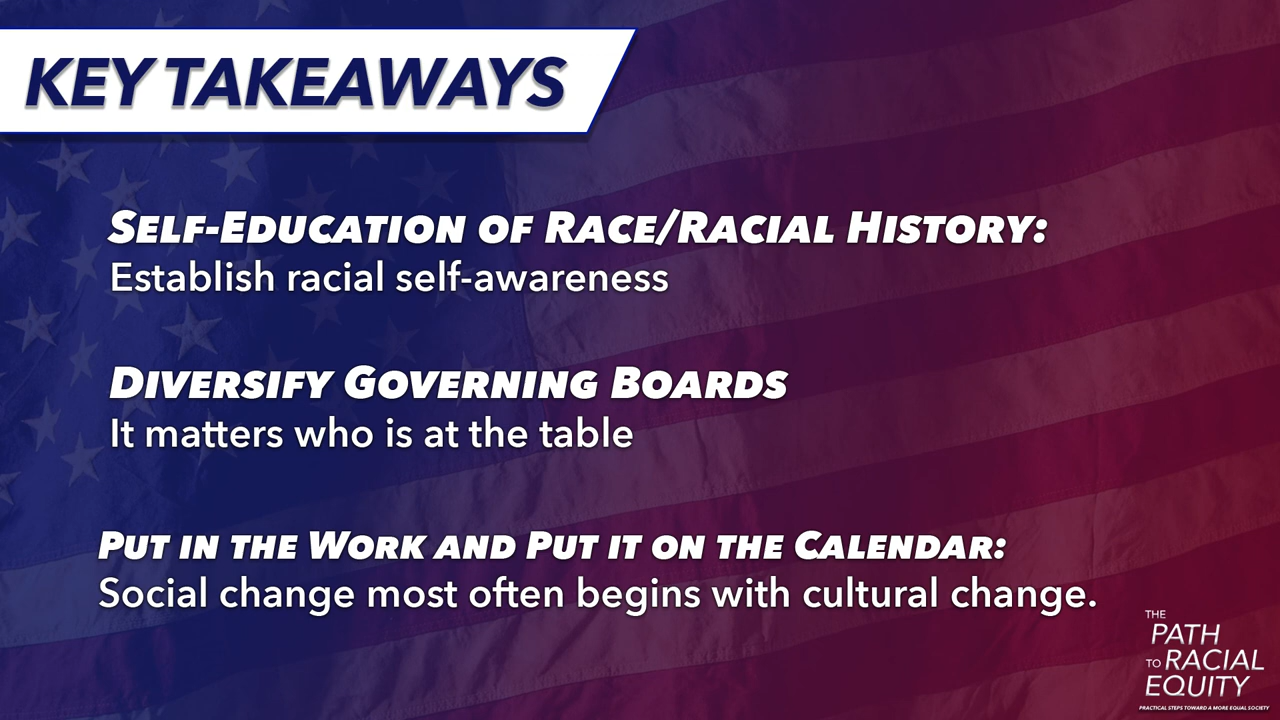 KEY TAKEAWAYS
SELF-EDUCATION OF RACE/RACIAL HISTORY:
Establish racial self-awareness
DIVERSIFY GOVERNING BOARDS
It matters who is at the table
PUT IN THE WORK AND PUT IT ON THE CALENDAR:
Social change most often begins with cultural change.
THE
PATH
TO RACIAL
EQUITY
PRACTICAL STEPS TOWARD A MORE EQUAL SOCIETY